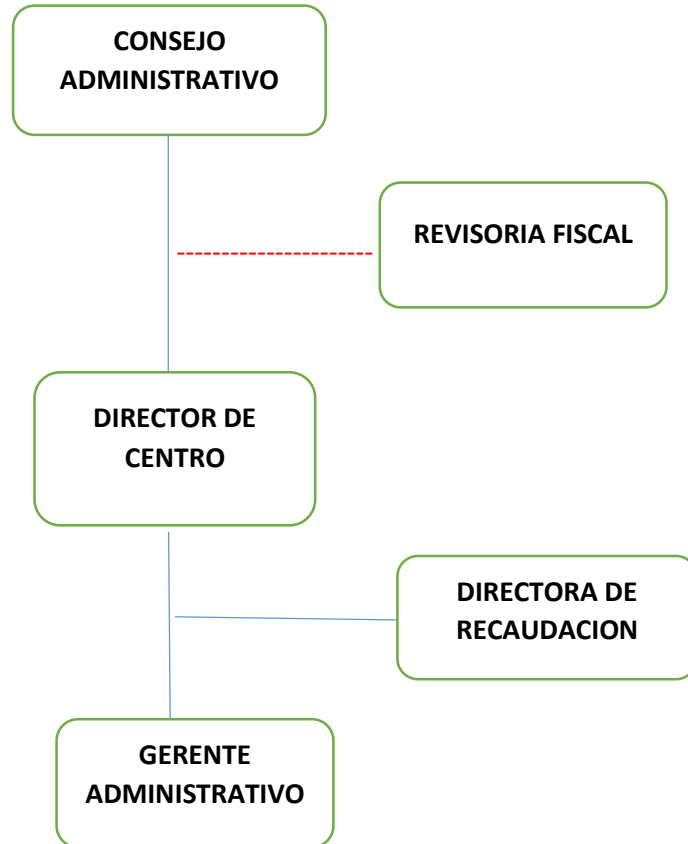 CONSEJO
ADMINISTRATIVO
REVISORIA FISCAL
DIRECTOR DE
CENTRO
DIRECTORA DE
RECAUDACION
GERENTE
ADMINISTRATIVO